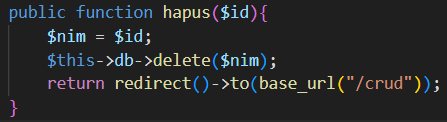 public function hapus($id){
    $nim = $id;
    $this->db->delete($nim);
    return redirect()->to(base_url("/crud"));
}